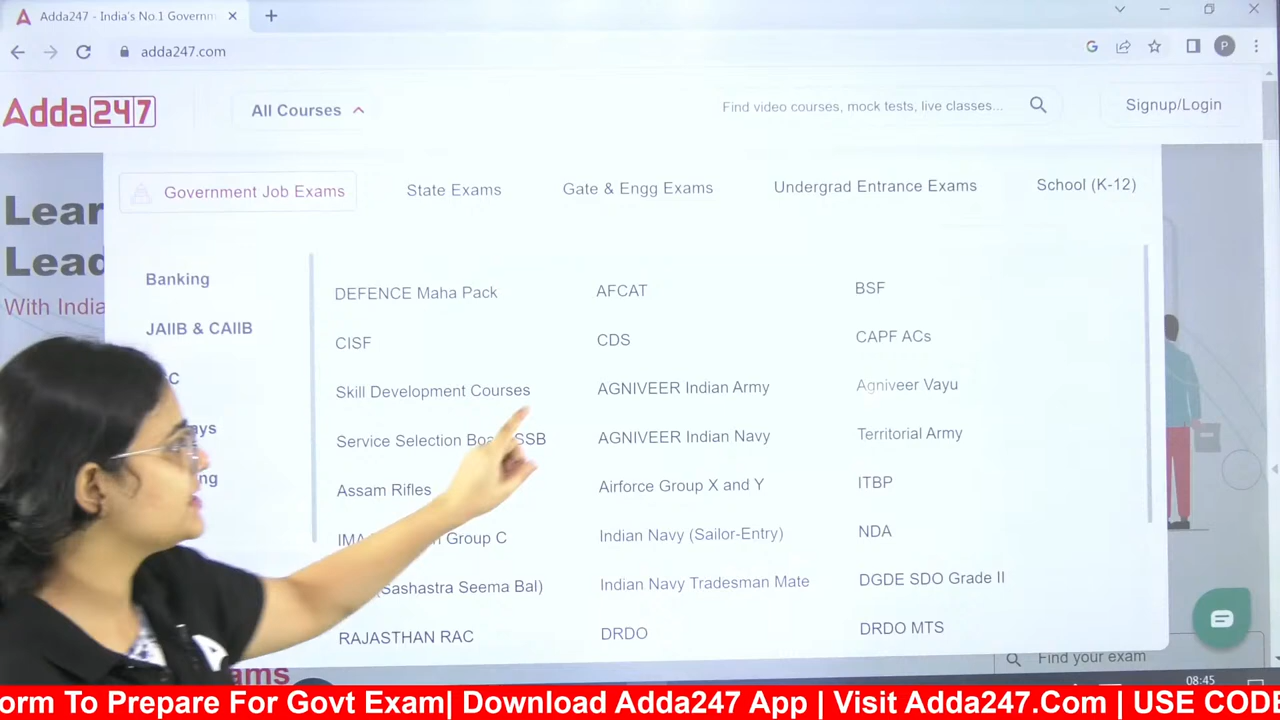 Adda247 - India's No.1 Governm
adda247.com
P
Adda247
All Courses
Find video courses, mock tests, live classes...
Signup/Login
Government Job Exams
State Exams
Gate & Engg Exams
Undergrad Entrance Exams
School (K-12)
Lear
Lead
With India
Banking
JAIIB & CAIIB
C
ays
ng
DEFENCE Maha Pack
AFCAT
BSF
CISF
CDS
CAPF ACs
Skill Development Courses
AGNIVEER Indian Army
Agniveer Vayu
Service Selection Boa SSB
AGNIVEER Indian Navy
Territorial Army
Assam Rifles
Airforce Group X and Y
ITBP
IMA Group C
Indian Navy (Sailor-Entry)
NDA
(Sashastra Seema Bal)
Indian Navy Tradesman Mate
DGDE SDO Grade II
RAJASTHAN RAC
DRDO
DRDO MTS
Find your exam
ams
08:45
orm To Prepare For Govt Exam| Download Adda247 App | Visit Adda247.Com | USE CODE